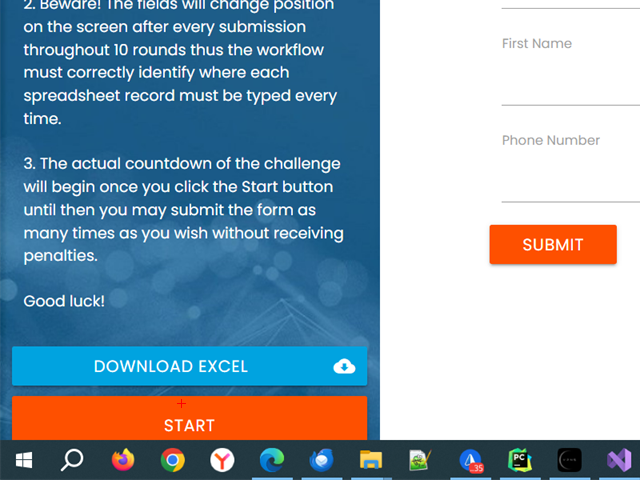 2. Beware! The fields will change position
on the screen after every submission
throughout 10 rounds thus the workflow
must correctly identify where each
spreadsheet record must be typed every
time.
3. The actual countdown of the challenge
will begin once you click the Start button
until then you may submit the form as
many times as you wish without receiving
penalties.
Good luck!
DOWNLOAD EXCEL
START
First Name
Phone Number
SUBMIT
Y
35
PC